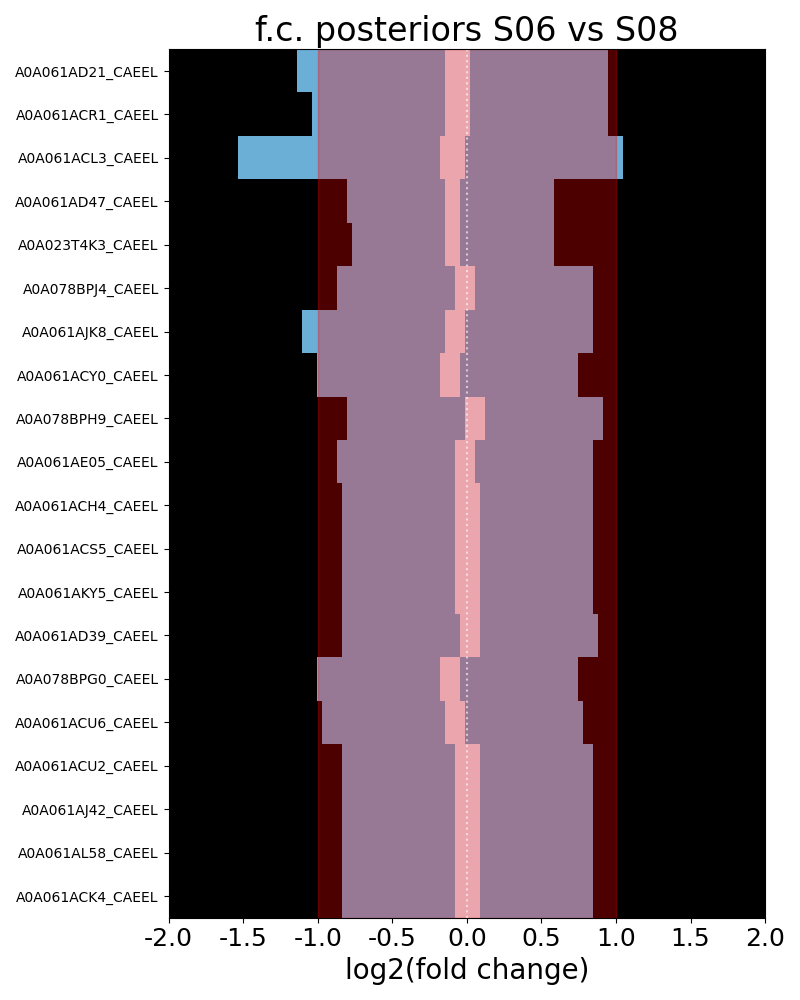 f.c. posteriors S06 vs S08
A0A061AD21_CAEEL
A0A061ACR1_CAEEL
A0A061ACL3_CAEEL
A0A061AD47_CAEEL
A0A023T4K3_CAEEL
A0A078BPJ4_CAEEL
A0A061AJK8_CAEEL
A0A061ACY0_CAEEL
A0A078BPH9_CAEEL
A0A061AE05_CAEEL
A0A061ACH4_CAEEL
A0A061ACS5_CAEEL
A0A061AKY5_CAEEL
A0A061AD39_CAEEL
A0A078BPG0_CAEEL
A0A061ACU6_CAEEL
A0A061ACU2_CAEEL
A0A061AJ42_CAEEL
A0A061AL58_CAEEL
A0A061ACK4_CAEEL
-2.0 -1.5 -1.0 -0.5 0.0 0.5 1.0 1.5 2.0
log2(fold change)